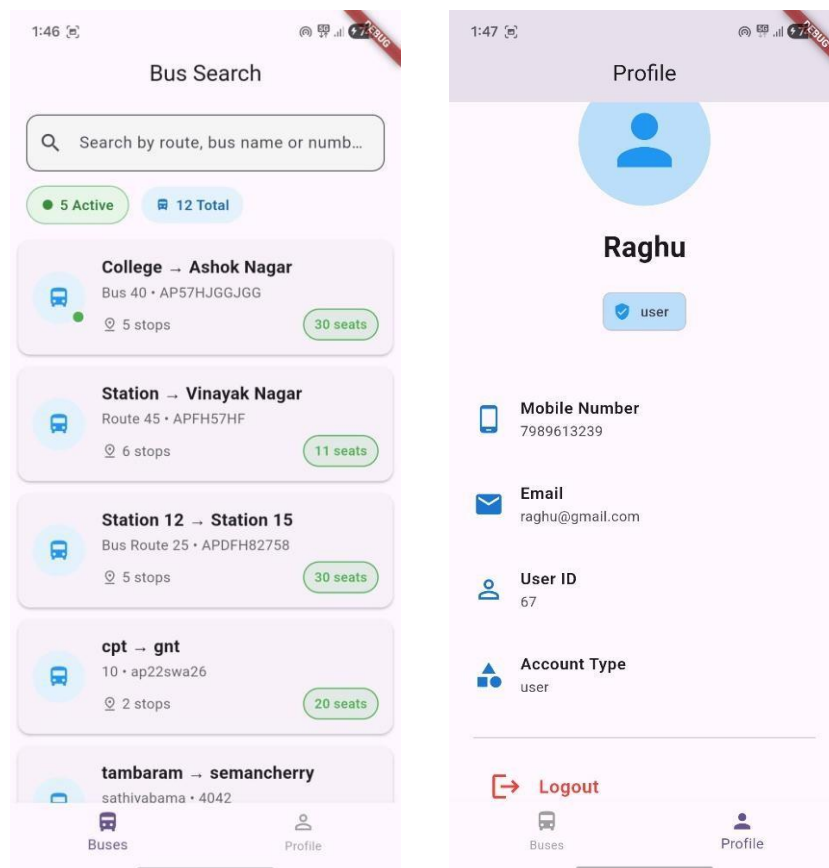 1:46
DEBUG
Bus Search
Search by route, bus name or numb...
5 Active
12 Total
College → Ashok Nagar
Bus 40 • AP57HJGGJGG
5 stops
30 seats
Station → Vinayak Nagar
Route 45 • APFH57HF
6 stops
11 seats
Station 12 → Station 15
Bus Route 25 • APDFH82758
5 stops
30 seats
cpt → gnt
10 • ap22swa26
2 stops
20 seats
tambaram → semancherry
sathyabama • 4042
Buses
Profile
1:47
DEBUG
Profile
Raghu
user
Mobile Number
7989613239
Email
raghu@gmail.com
User ID
67
Account Type
user
Logout
Buses
Profile